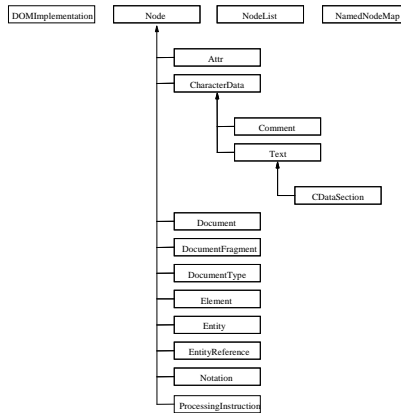 DOMImplementation
Node
NodeList
NamedNodeMap
Attr
CharacterData
Comment
Text
CDataSection
Document
DocumentFragment
DocumentType
Element
Entity
EntityReference
Notation
ProcessingInstruction